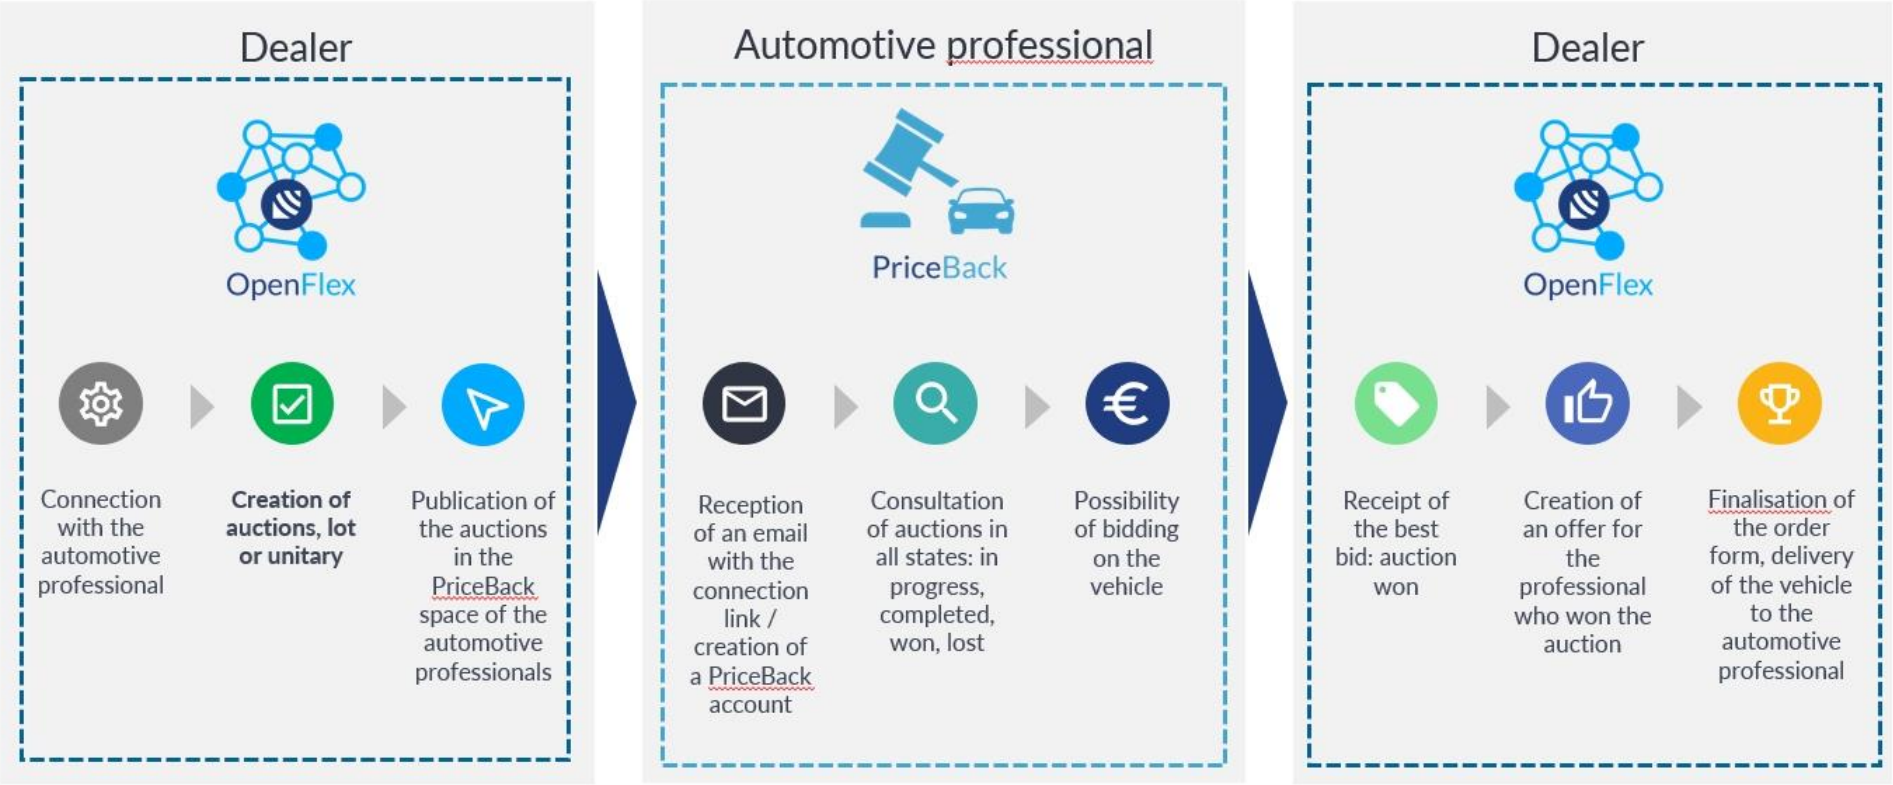 Dealer
OpenFlex
Connection
with the
automotive
professional
Creation of
auctions, lot
or unitary
Publication of
the auctions
in the
PriceBack
space of the
automotive
professionals
Automotive professional
PriceBack
Reception
of an email
with the
connection
link /
creation of
a PriceBack
account
Consultation
of auctions in
all states: in
progress,
completed,
won, lost
€
Possibility
of bidding
on the
vehicle
Dealer
OpenFlex
Receipt of
the best
bid: auction
won
Creation of
an offer for
the
professional
who won the
auction
Finalisation of
the order
form, delivery
of the vehicle
to the
automotive
professional